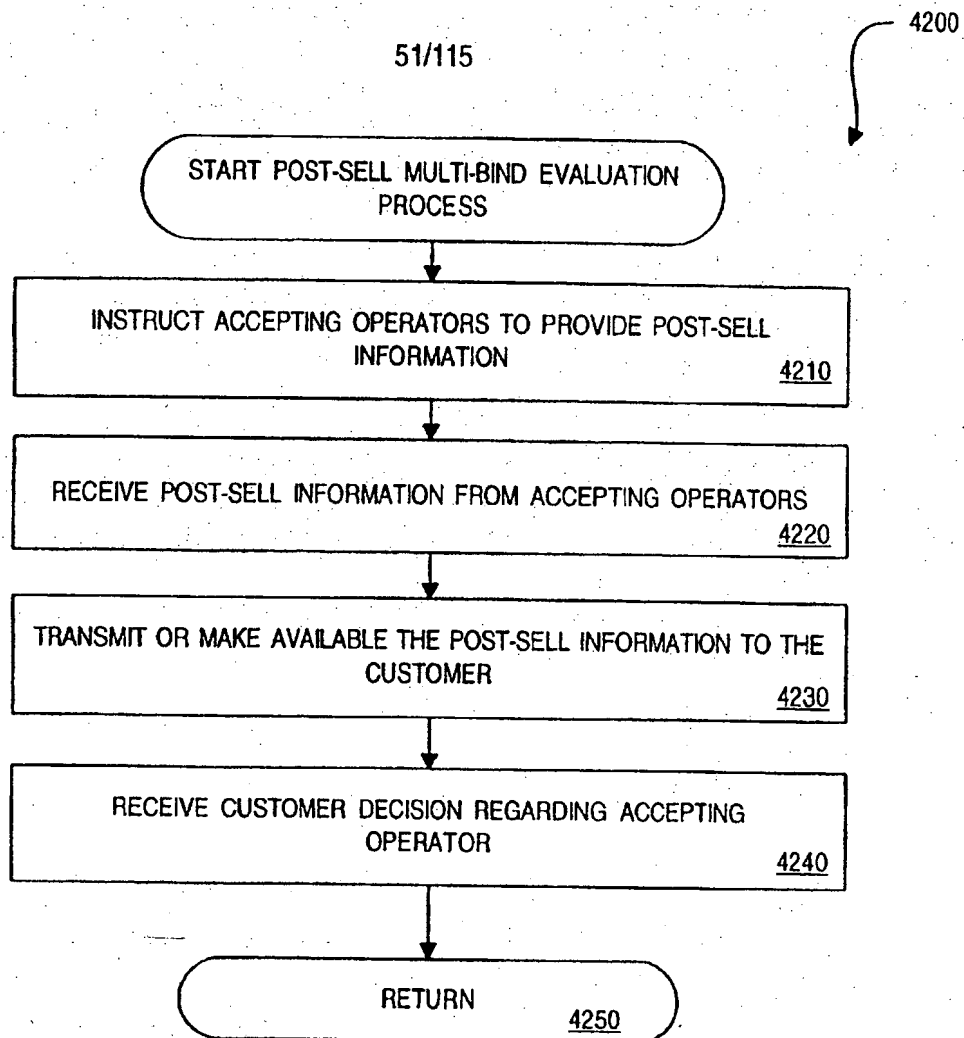 4200
51/115
START POST-SELL MULTI-BIND EVALUATION
PROCESS
INSTRUCT ACCEPTING OPERATORS TO PROVIDE POST-SELL
INFORMATION
4210
RECEIVE POST-SELL INFORMATION FROM ACCEPTING OPERATORS
4220
TRANSMIT OR MAKE AVAILABLE THE POST-SELL INFORMATION TO THE
CUSTOMER
4230
RECEIVE CUSTOMER DECISION REGARDING ACCEPTING
OPERATOR
4240
RETURN
4250